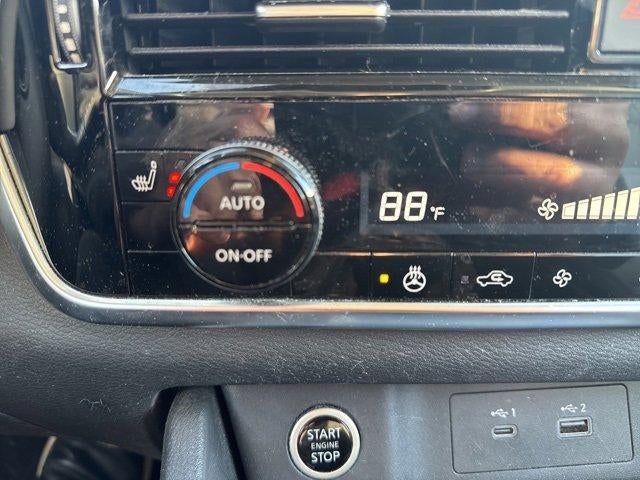 AUTO
88°F
ON·OFF
1
2
START
ENGINE
STOP